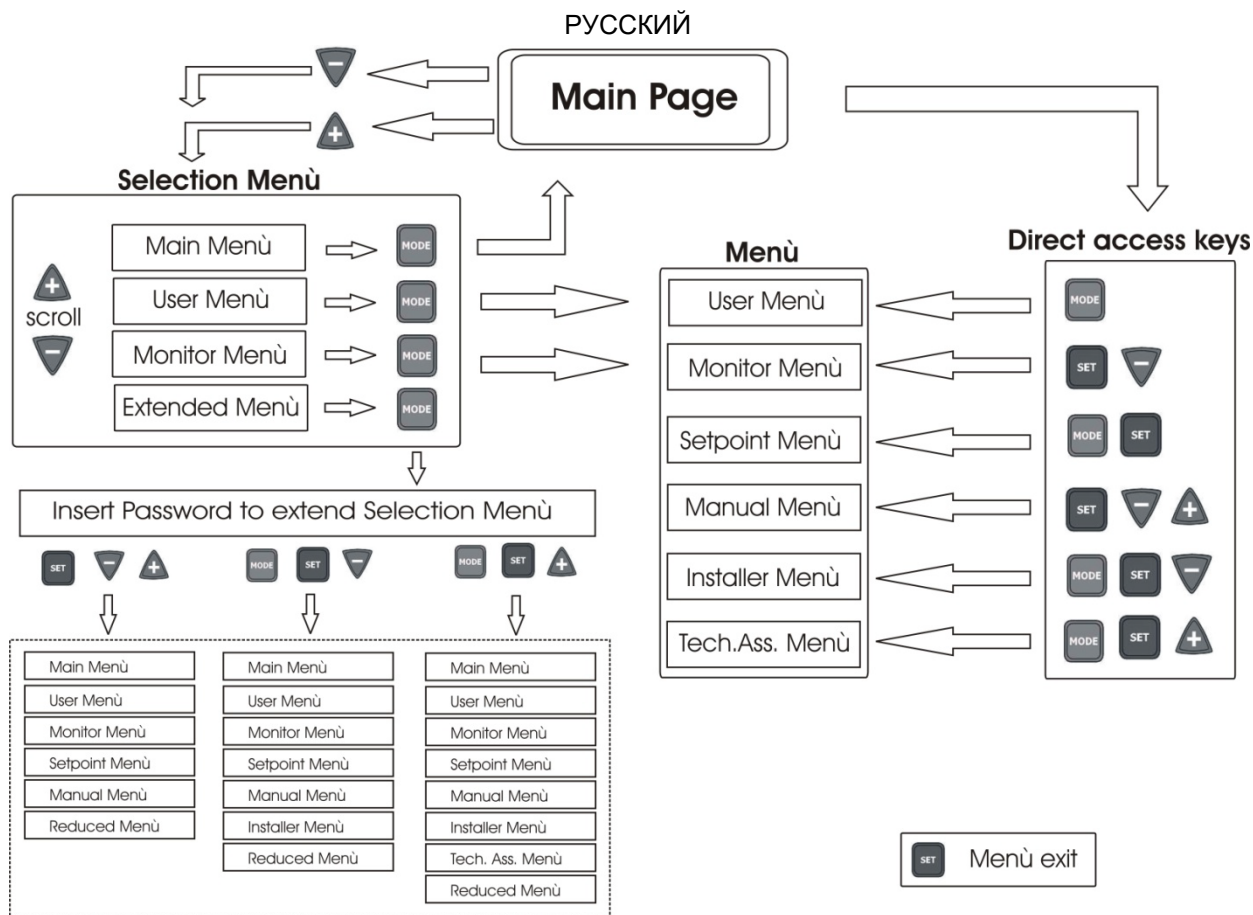 РУССКИЙ
Main Page
Selection Menù
Main Menù
MODE
User Menù
MODE
scroll
Monitor Menù
MODE
Extended Menù
MODE
Insert Password to extend Selection Menù
SET
MODE
SET
MODE
SET
Main Menù
User Menù
Monitor Menù
Setpoint Menù
Manual Menù
Reduced Menù
Main Menù
User Menù
Monitor Menù
Setpoint Menù
Manual Menù
Installer Menù
Reduced Menù
Main Menù
User Menù
Monitor Menù
Setpoint Menù
Manual Menù
Installer Menù
Tech. Ass. Menù
Reduced Menù
Menù
User Menù
Monitor Menù
Setpoint Menù
Manual Menù
Installer Menù
Tech.Ass. Menù
Direct access keys
MODE
SET
MODE SET
SET
MODE SET
MODE SET
SET Menù exit